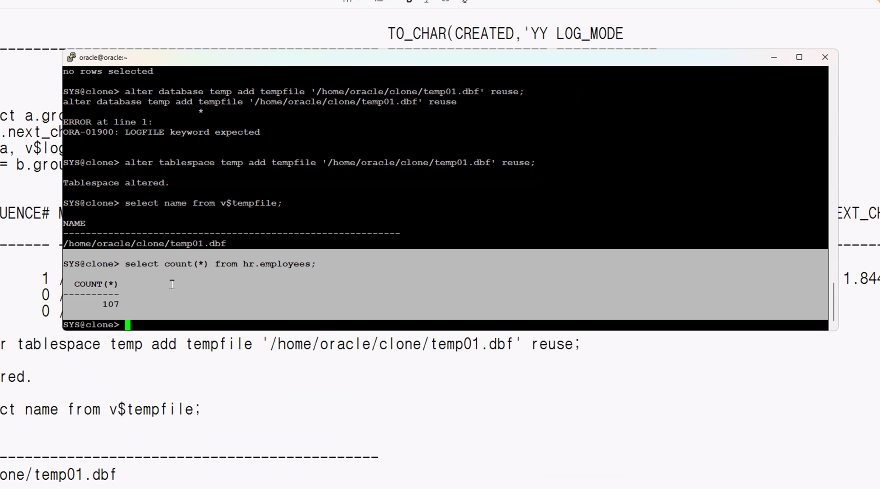 TO_CHAR(CREATED,'YY LOG_MODE
oracle@oracle:~
no rows selected
SYS@clone> alter database temp add tempfile '/home/oracle/clone/temp01.dbf' reuse;
alter database temp add tempfile '/home/oracle/clone/temp01.dbf' reuse
*
ERROR at line 1:
ORA-01900: LOGFILE keyword expected
SYS@clone> alter tablespace temp add tempfile '/home/oracle/clone/temp01.dbf' reuse;
Tablespace altered.
SYS@clone> select name from v$tempfile;
NAME
------------------------------------------------------------
/home/oracle/clone/temp01.dbf
SYS@clone> select count(*) from hr.employees;
COUNT(*)
----------
107
SYS@clone>
ct a.gro
.next_ch
a, v$log
= b.grou
UENCE# M
EXT_CH
1 /
1.844
0 /
0 /
r tablespace temp add tempfile '/home/oracle/clone/temp01.dbf' reuse;
red.
ct name from v$tempfile;
----------------------------------------------
one/temp01.dbf